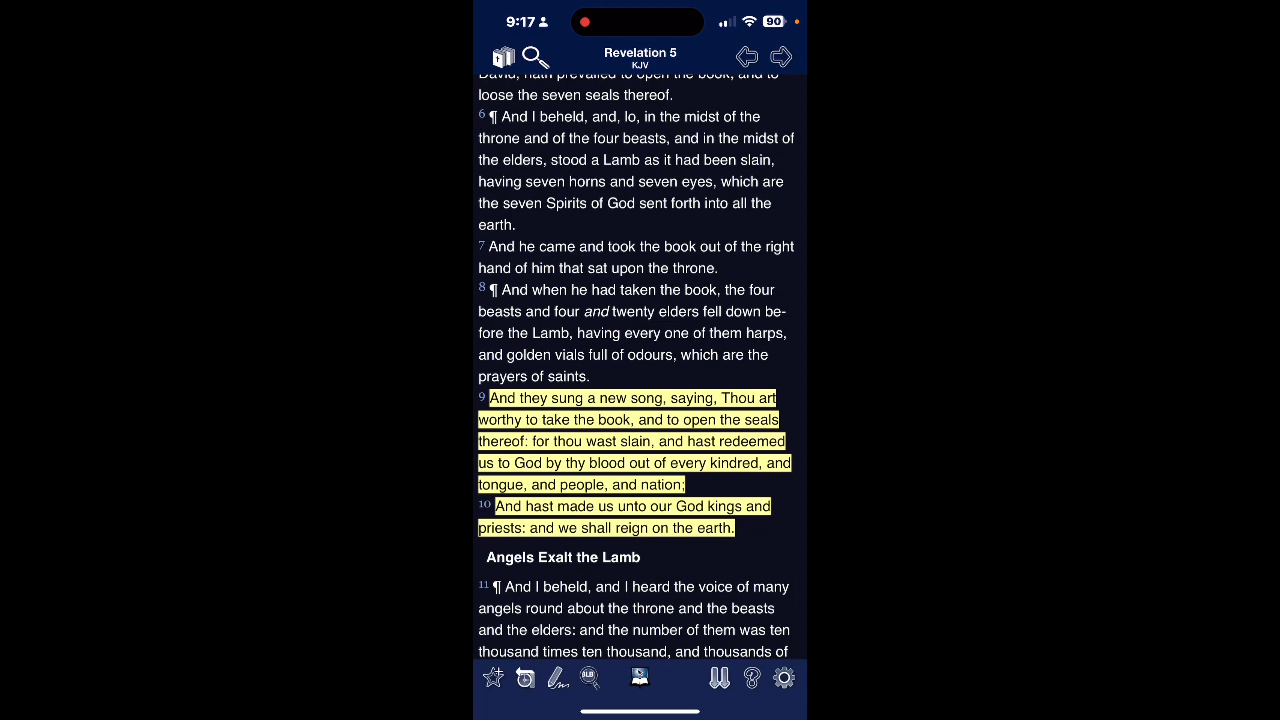 9:17
90
Revelation 5
KJV
David, hath prevailed to open the book, and to
loose the seven seals thereof.
6 ¶ And I beheld, and, lo, in the midst of the
throne and of the four beasts, and in the midst of
the elders, stood a Lamb as it had been slain,
having seven horns and seven eyes, which are
the seven Spirits of God sent forth into all the
earth.
7 And he came and took the book out of the right
hand of him that sat upon the throne.
8 ¶ And when he had taken the book, the four
beasts and four and twenty elders fell down be-
fore the Lamb, having every one of them harps,
and golden vials full of odours, which are the
prayers of saints.
9 And they sung a new song, saying, Thou art
worthy to take the book, and to open the seals
thereof: for thou wast slain, and hast redeemed
us to God by thy blood out of every kindred, and
tongue, and people, and nation;
10 And hast made us unto our God kings and
priests: and we shall reign on the earth.
Angels Exalt the Lamb
11 ¶ And I beheld, and I heard the voice of many
angels round about the throne and the beasts
and the elders: and the number of them was ten
thousand times ten thousand, and thousands of
BLB